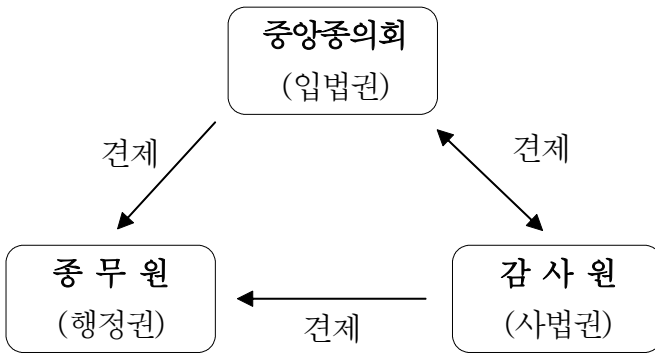 중앙종의회
(입법권)
견제
견제
종 무 원
(행정권)
견제
감 사 원
(사법권)